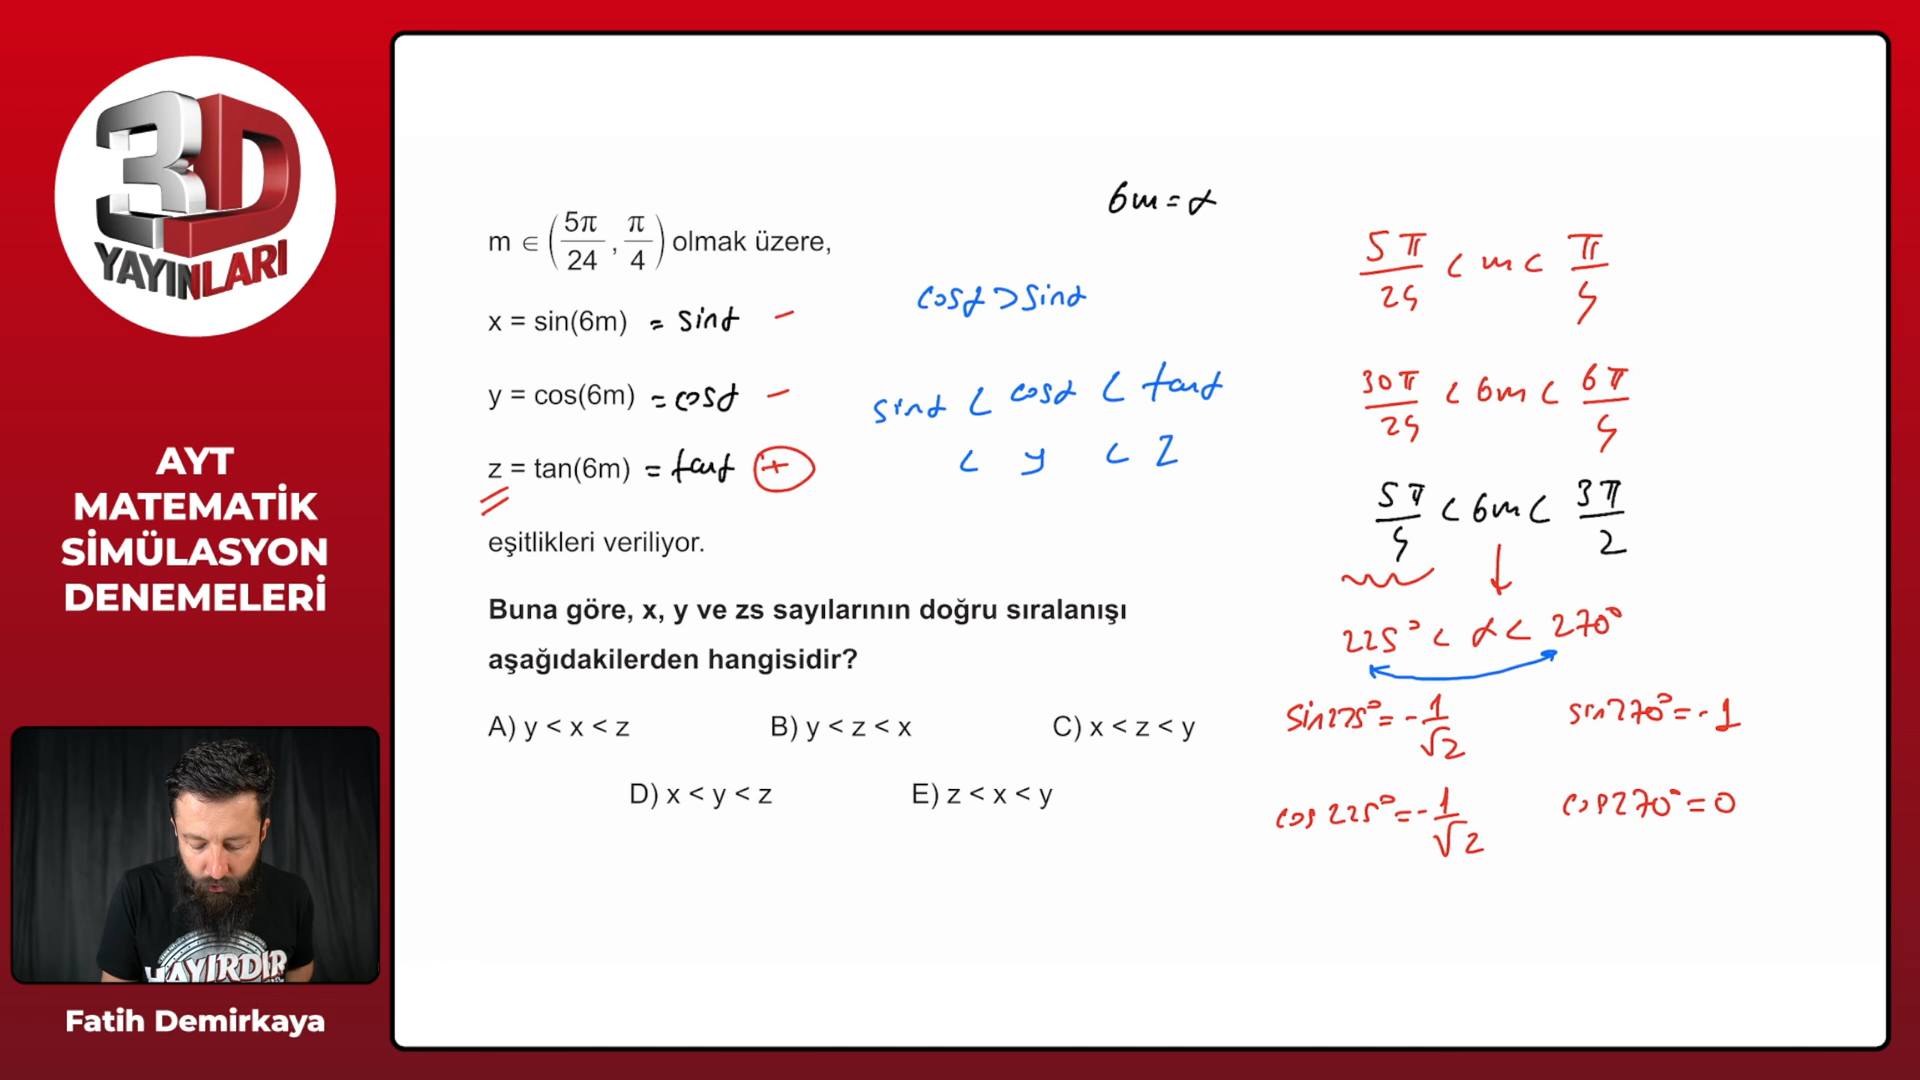 3D
YAYINLARI
AYT
MATEMATİK
SİMÜLASYON
DENEMELERİ
HAYIRDIR
Fatih Demirkaya
m ∈ (5π/24, π/4) olmak üzere,
x = sin(6m) = sinα −
y = cos(6m) = cosα −
z = tan(6m) = tanα +
eşitlikleri veriliyor.
Buna göre, x, y ve zs sayılarının doğru sıralanışı
aşağıdakilerden hangisidir?
A) y < x < z B) y < z < x C) x < z < y
D) x < y < z E) z < x < y
6m = α
cosα > sinα
sinα < cosα < tanα
< y < z
5π/24 < m < π/4
30π/24 < 6m < 6π/4
5π/4 < 6m < 3π/2
225° < α < 270°
sin225° = -1/√2 sin270° = -1
cos225° = -1/√2 cos270° = 0